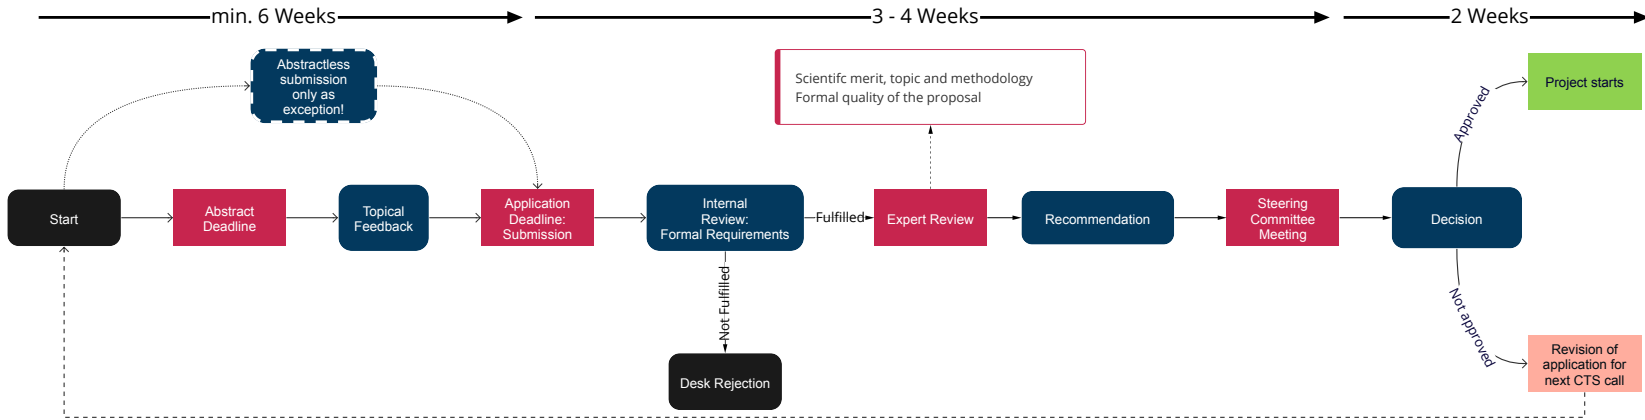 min. 6 Weeks
3 - 4 Weeks
2 Weeks
Abstractless
submission
only as
exception!
Scientifc merit, topic and methodology
Formal quality of the proposal
Approved
Project starts
Start
Abstract
Deadline
Topical
Feedback
Application
Deadline:
Submission
Internal
Review:
Formal Requirements
Fulfilled
Expert Review
Recommendation
Steering
Committee
Meeting
Decision
Not Fulfilled
Not approved
Desk Rejection
Revision of
application for
next CTS call